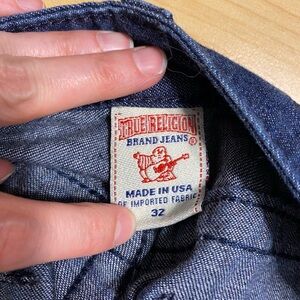 TRUE RELIGION
BRAND JEANS®
MADE IN USA
OF IMPORTED FABRIC
32